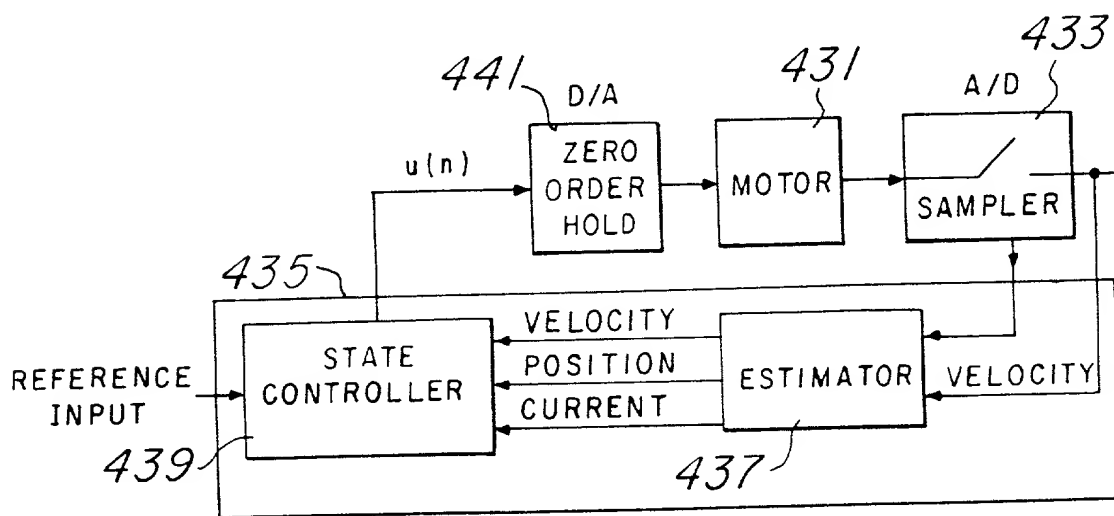 441
D/A
431
A/D
433
u(n)
ZERO
ORDER
HOLD
MOTOR
SAMPLER
435
REFERENCE
INPUT
STATE
CONTROLLER
VELOCITY
POSITION
CURRENT
ESTIMATOR
VELOCITY
439
437